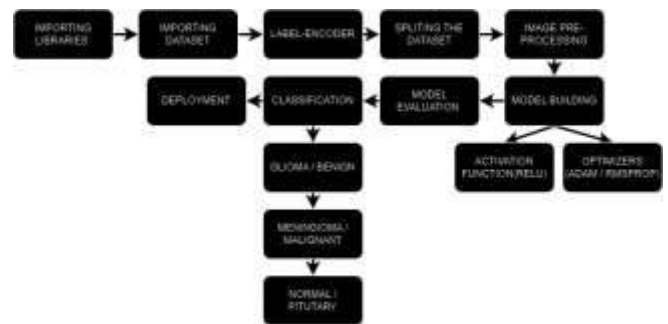 IMPORTING
LIBRARIES
IMPORTING
DATASET
LABEL-ENCODER
SPLITING THE
DATASET
IMAGE PRE-
PROCESSING
DEPLOYMENT
CLASSIFICATION
MODEL
EVALUATION
MODEL BUILDING
GLIOMA / BENIGN
ACTIVATION
FUNCTION(RELU)
OPTIMIZERS
(ADAM / RMSPROP)
MENINGIOMA /
MALIGNANT
NORMAL /
PITUTARY